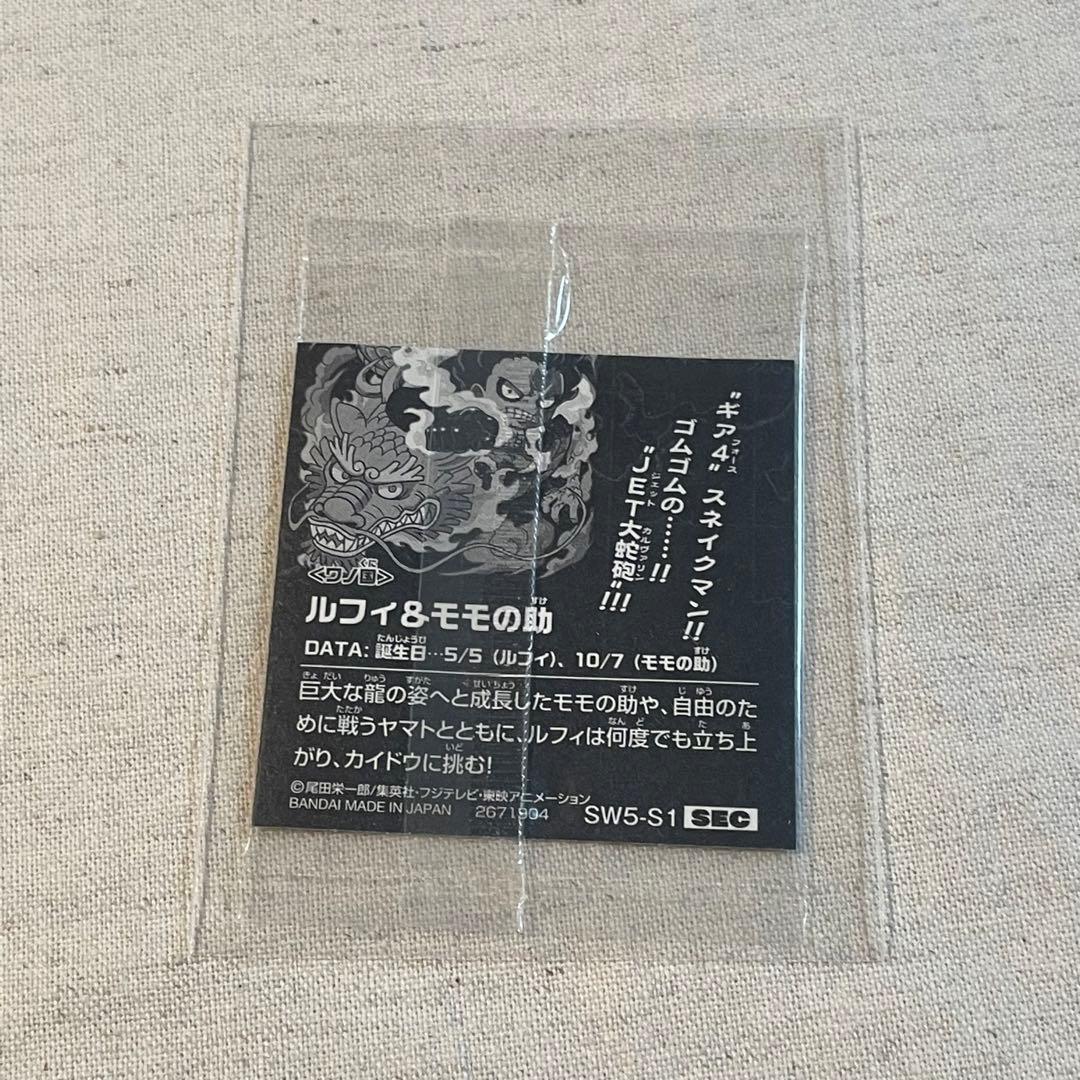 "ギア4" スネイクマン!!
ゴムゴムの……!!
"JET大蛇砲"!!!
<ワノ国>
ルフィ&モモの助
DATA: 誕生日…5/5（ルフィ）、10/7（モモの助）
巨大な龍の姿へと成長したモモの助や、自由のた
めに戦うヤマトとともに、ルフィは何度でも立ち上
がり、カイドウに挑む!
©尾田栄一郎/集英社・フジテレビ・東映アニメーション
BANDAI MADE IN JAPAN 2671904 SW5-S1 SEC